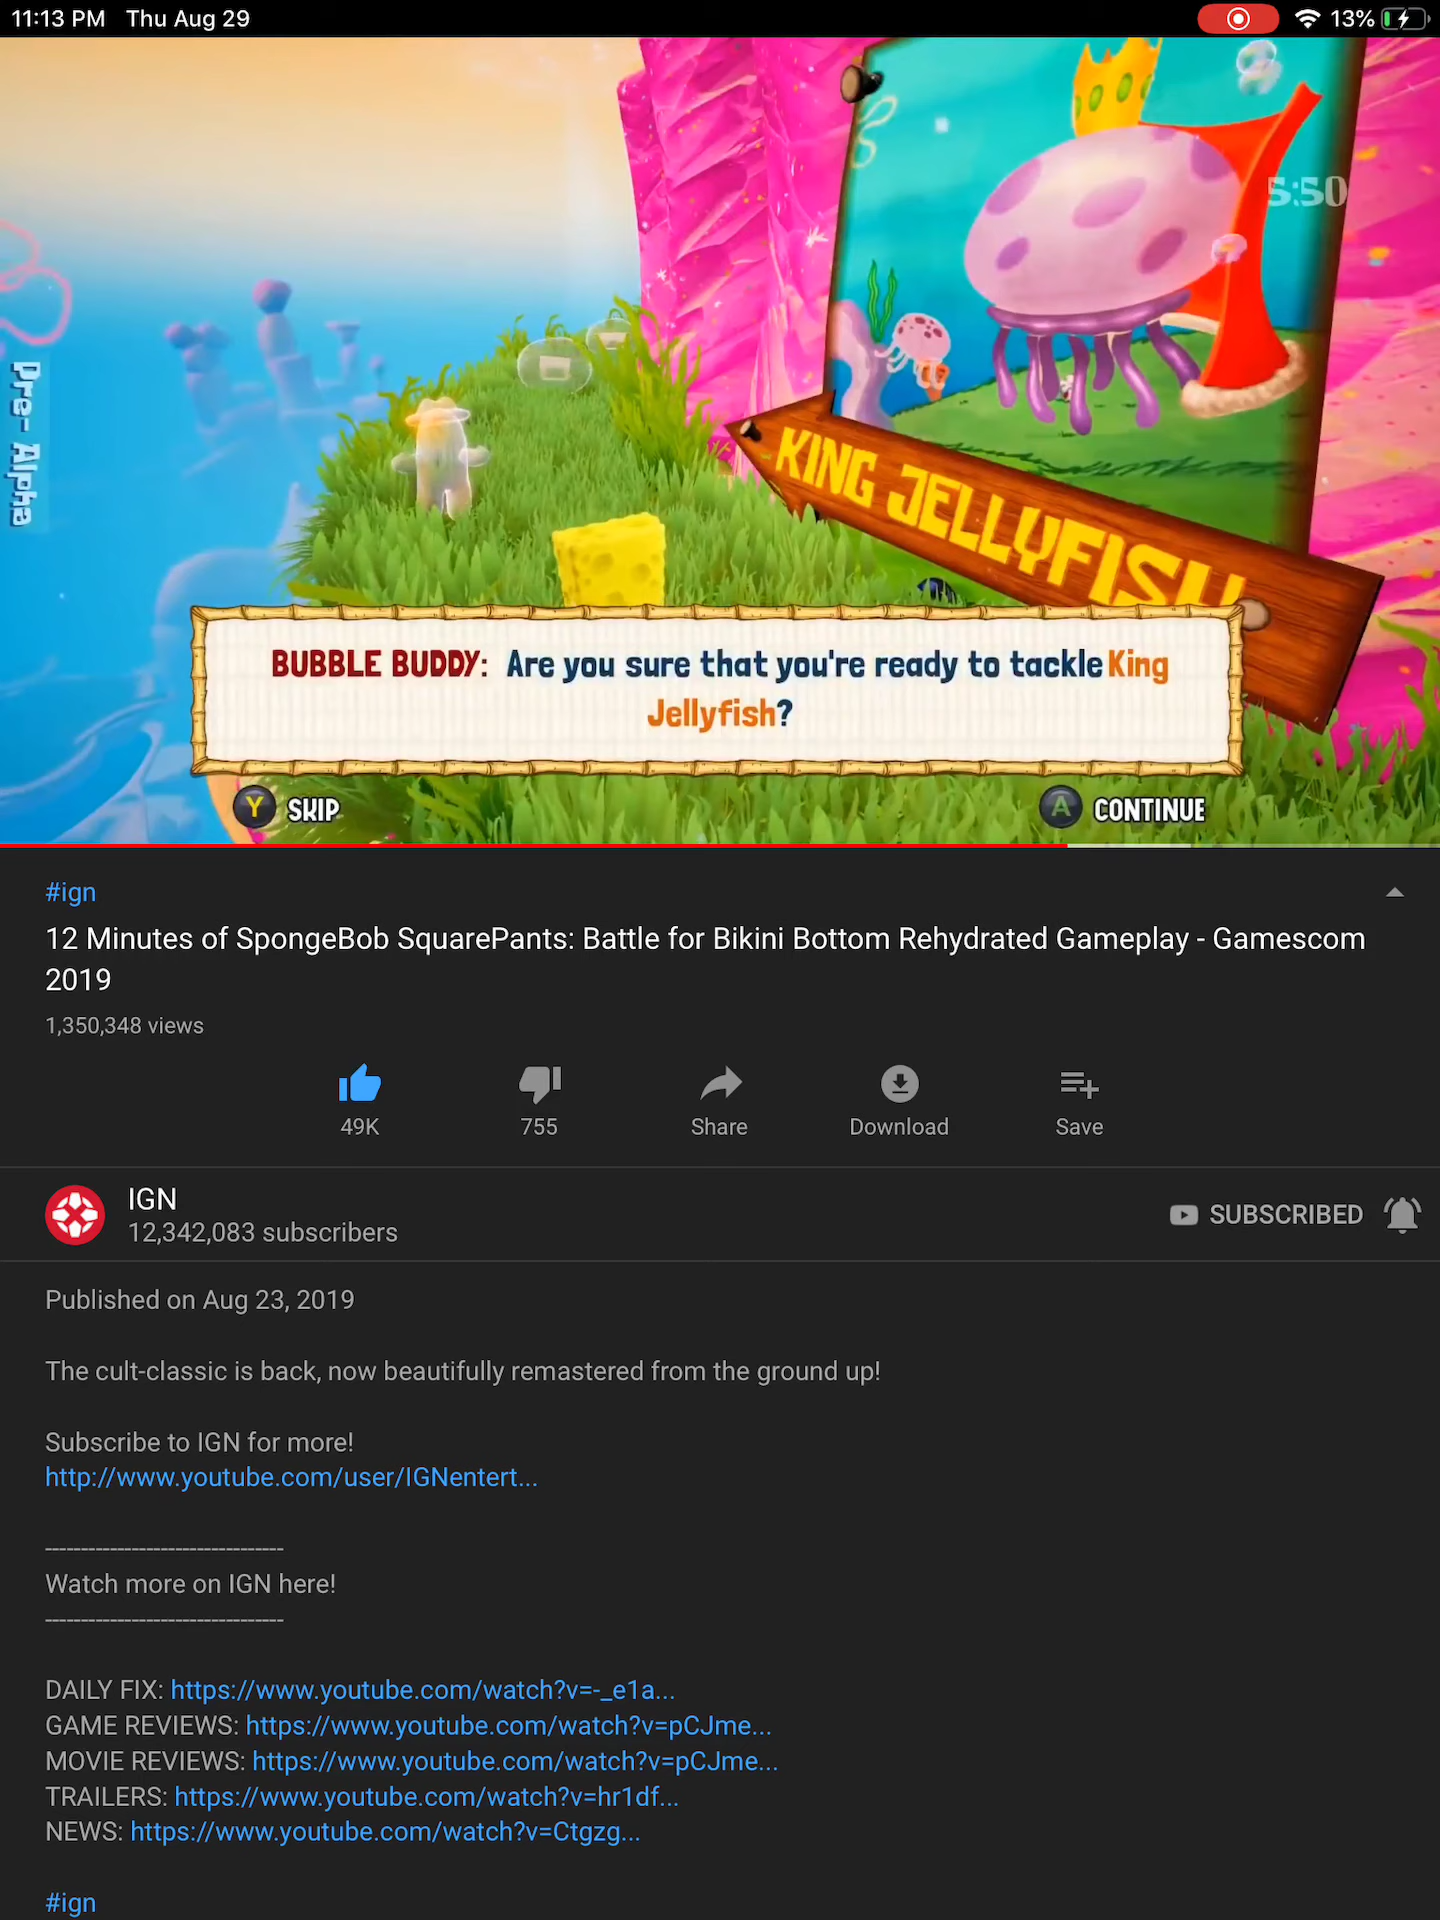 11:13 PM Thu Aug 29
13%
5:50
Pre- Alpha
KING JELLYFISH
BUBBLE BUDDY: Are you sure that you're ready to tackle King
Jellyfish?
Y SKIP
A CONTINUE
#ign
12 Minutes of SpongeBob SquarePants: Battle for Bikini Bottom Rehydrated Gameplay - Gamescom
2019
1,350,348 views
49K
755
Share
Download
Save
IGN
12,342,083 subscribers
SUBSCRIBED
Published on Aug 23, 2019
The cult-classic is back, now beautifully remastered from the ground up!
Subscribe to IGN for more!
http://www.youtube.com/user/IGNentert...
--------------------------------
Watch more on IGN here!
--------------------------------
DAILY FIX: https://www.youtube.com/watch?v=-_e1a...
GAME REVIEWS: https://www.youtube.com/watch?v=pCJme...
MOVIE REVIEWS: https://www.youtube.com/watch?v=pCJme...
TRAILERS: https://www.youtube.com/watch?v=hr1df...
NEWS: https://www.youtube.com/watch?v=Ctgzg...
#ign